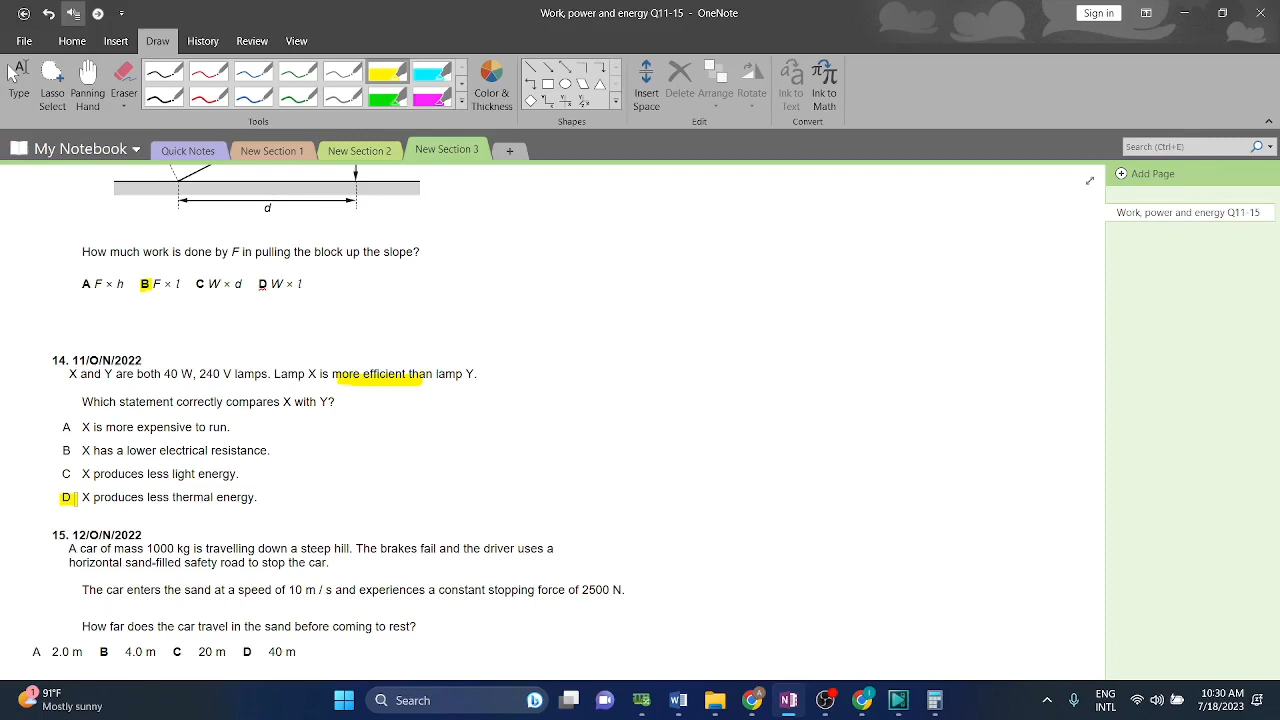 Work, power and energy Q11-15 - OneNote
Sign in
File Home Insert Draw History Review View
Type Lasso Select Panning Hand Eraser Color & Thickness Insert Space Delete Arrange Rotate Ink to Text Ink to Math
Tools Shapes Edit Convert
My Notebook Quick Notes New Section 1 New Section 2 New Section 3 + Search (Ctrl+E)
Add Page
Work, power and energy Q11-15
d
How much work is done by F in pulling the block up the slope?
A F × h B F × l C W × d D W × l
14. 11/O/N/2022
X and Y are both 40 W, 240 V lamps. Lamp X is more efficient than lamp Y.
Which statement correctly compares X with Y?
A X is more expensive to run.
B X has a lower electrical resistance.
C X produces less light energy.
D X produces less thermal energy.
15. 12/O/N/2022
A car of mass 1000 kg is travelling down a steep hill. The brakes fail and the driver uses a
horizontal sand-filled safety road to stop the car.
The car enters the sand at a speed of 10 m / s and experiences a constant stopping force of 2500 N.
How far does the car travel in the sand before coming to rest?
A 2.0 m B 4.0 m C 20 m D 40 m
1 91°F
Mostly sunny
Search
ENG
INTL
10:30 AM
7/18/2023